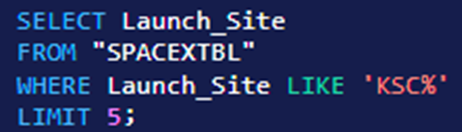 SELECT Launch_Site
FROM "SPACEXTBL"
WHERE Launch_Site LIKE 'KSC%'
LIMIT 5;